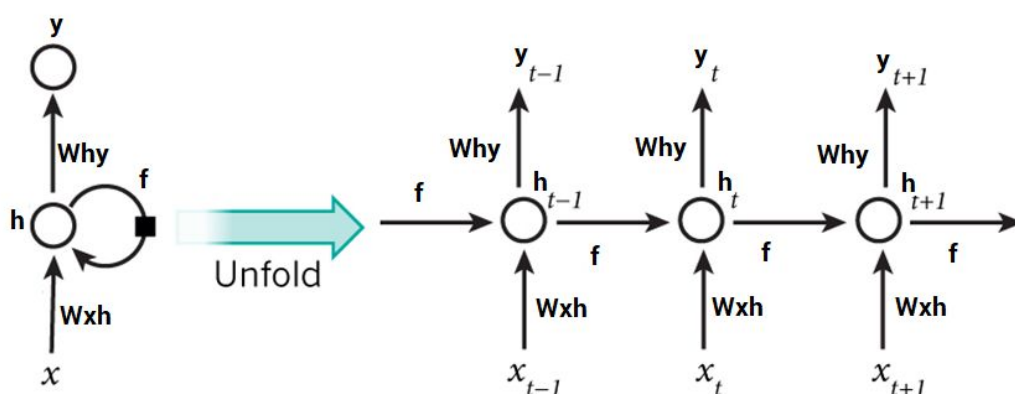 y
Why
f
h
Wxh
x
Unfold
y t−1
y t
y t+1
Why
Why
Why
f
h t−1
h t
h t+1
f
f
f
Wxh
Wxh
Wxh
x t−1
x t
x t+1